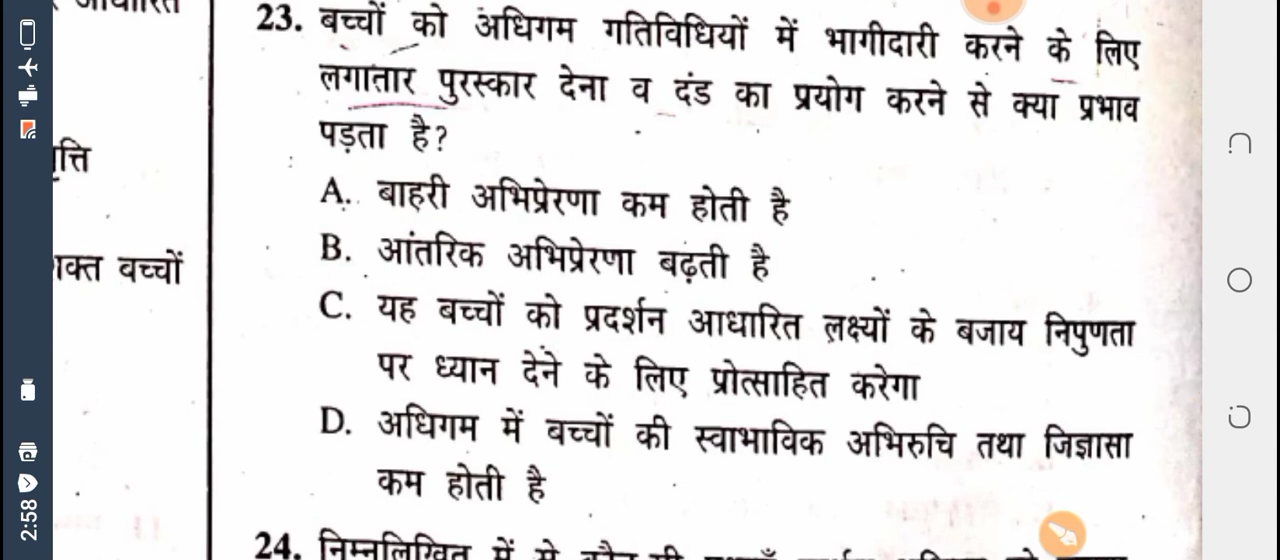 त्ति
क्त बच्चों
23. बच्चों को अधिगम गतिविधियों में भागीदारी करने के लिए
लगातार पुरस्कार देना व दंड का प्रयोग करने से क्या प्रभाव
पड़ता है?
A. बाहरी अभिप्रेरणा कम होती है
B. आंतरिक अभिप्रेरणा बढ़ती है
C. यह बच्चों को प्रदर्शन आधारित लक्ष्यों के बजाय निपुणता
पर ध्यान देने के लिए प्रोत्साहित करेगा
D. अधिगम में बच्चों की स्वाभाविक अभिरुचि तथा जिज्ञासा
कम होती है
24. निम्नलिखित में से
2:58